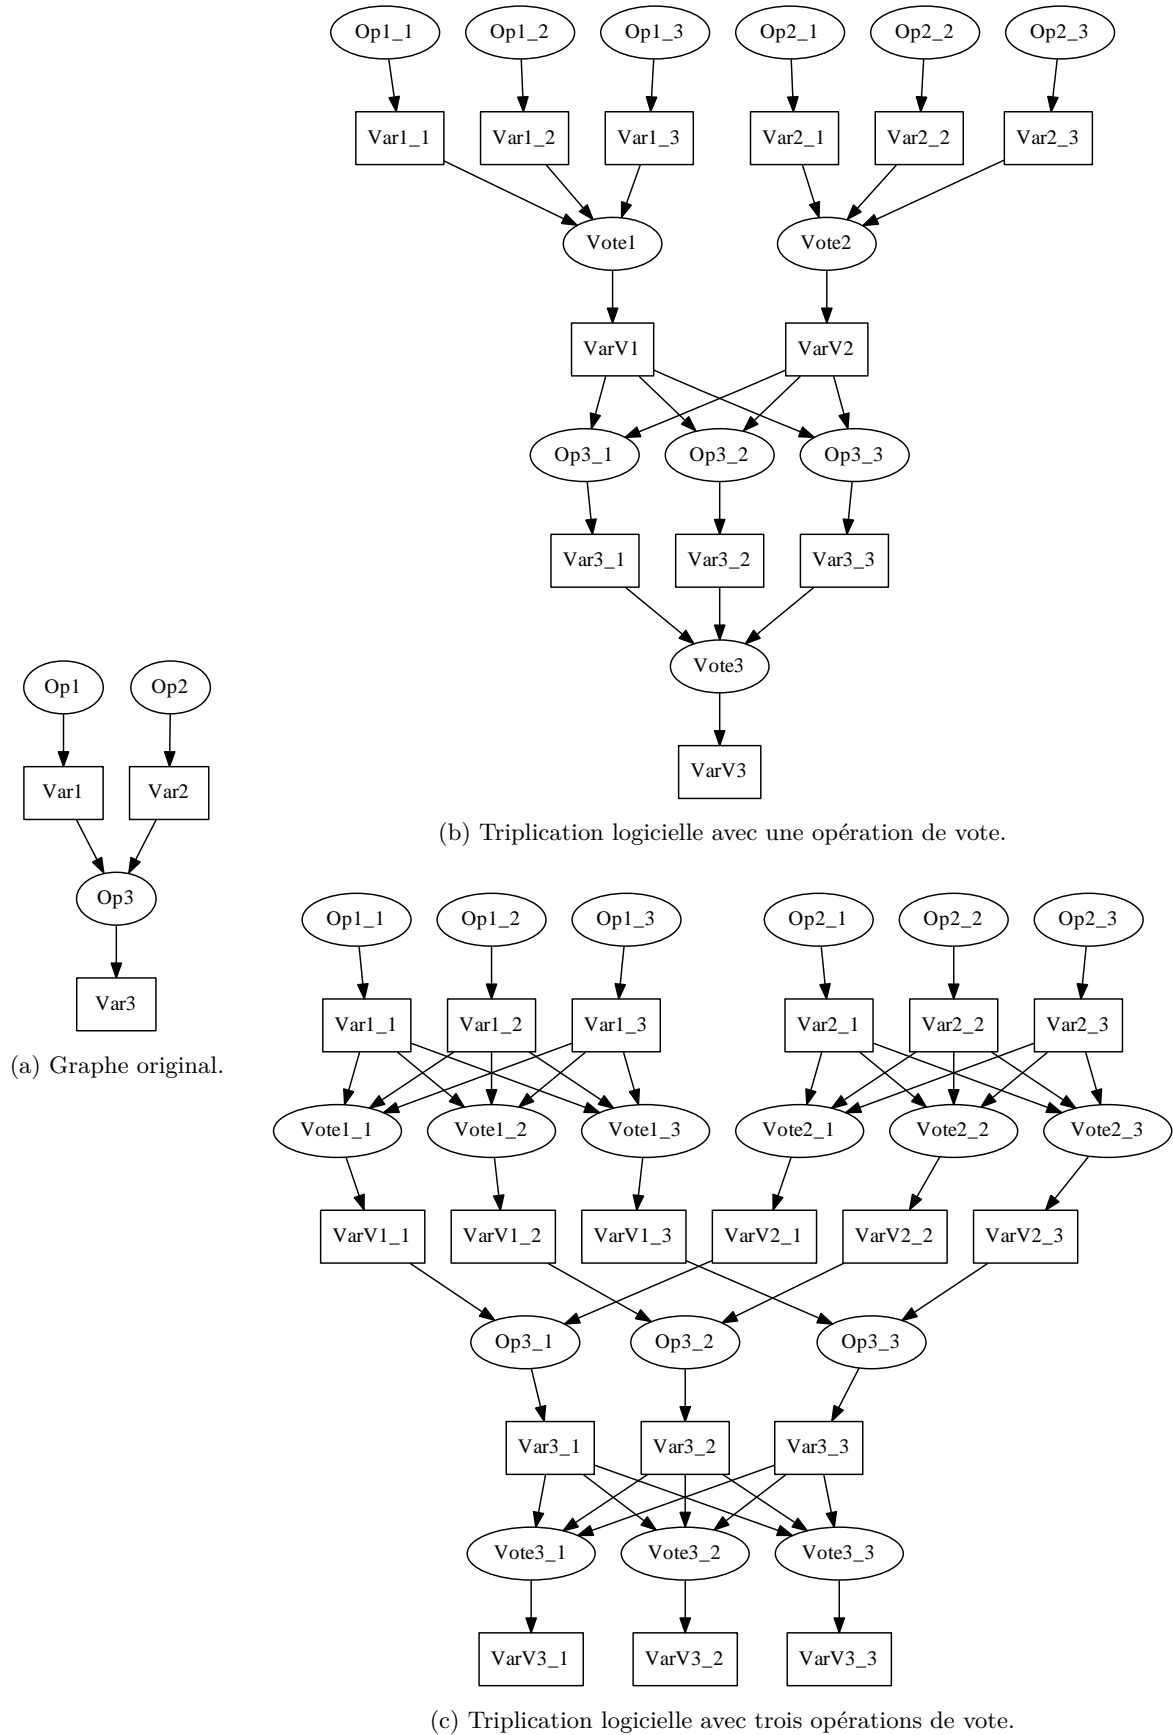 Op1_1 Op1_2 Op1_3 Op2_1 Op2_2 Op2_3
Var1_1 Var1_2 Var1_3 Var2_1 Var2_2 Var2_3
Vote1 Vote2
VarV1 VarV2
Op3_1 Op3_2 Op3_3
Var3_1 Var3_2 Var3_3
Vote3
VarV3
(b) Triplication logicielle avec une opération de vote.
Op1 Op2
Var1 Var2
Op3
Var3
(a) Graphe original.
Op1_1 Op1_2 Op1_3 Op2_1 Op2_2 Op2_3
Var1_1 Var1_2 Var1_3 Var2_1 Var2_2 Var2_3
Vote1_1 Vote1_2 Vote1_3 Vote2_1 Vote2_2 Vote2_3
VarV1_1 VarV1_2 VarV1_3 VarV2_1 VarV2_2 VarV2_3
Op3_1 Op3_2 Op3_3
Var3_1 Var3_2 Var3_3
Vote3_1 Vote3_2 Vote3_3
VarV3_1 VarV3_2 VarV3_3
(c) Triplication logicielle avec trois opérations de vote.